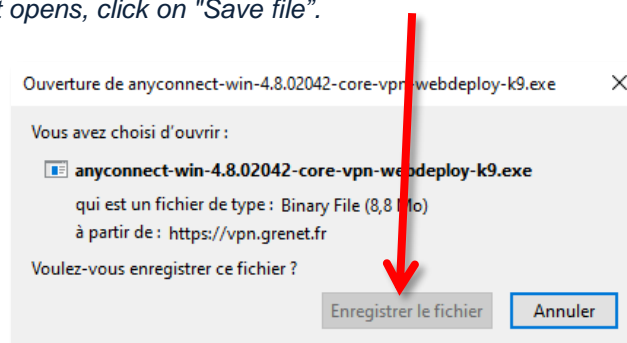 t opens, click on "Save file”.
Ouverture de anyconnect-win-4.8.02042-core-vpn-webdeploy-k9.exe
Vous avez choisi d'ouvrir :
anyconnect-win-4.8.02042-core-vpn-webdeploy-k9.exe
qui est un fichier de type : Binary File (8,8 Mo)
à partir de : https://vpn.grenet.fr
Voulez-vous enregistrer ce fichier ?
Enregistrer le fichier Annuler